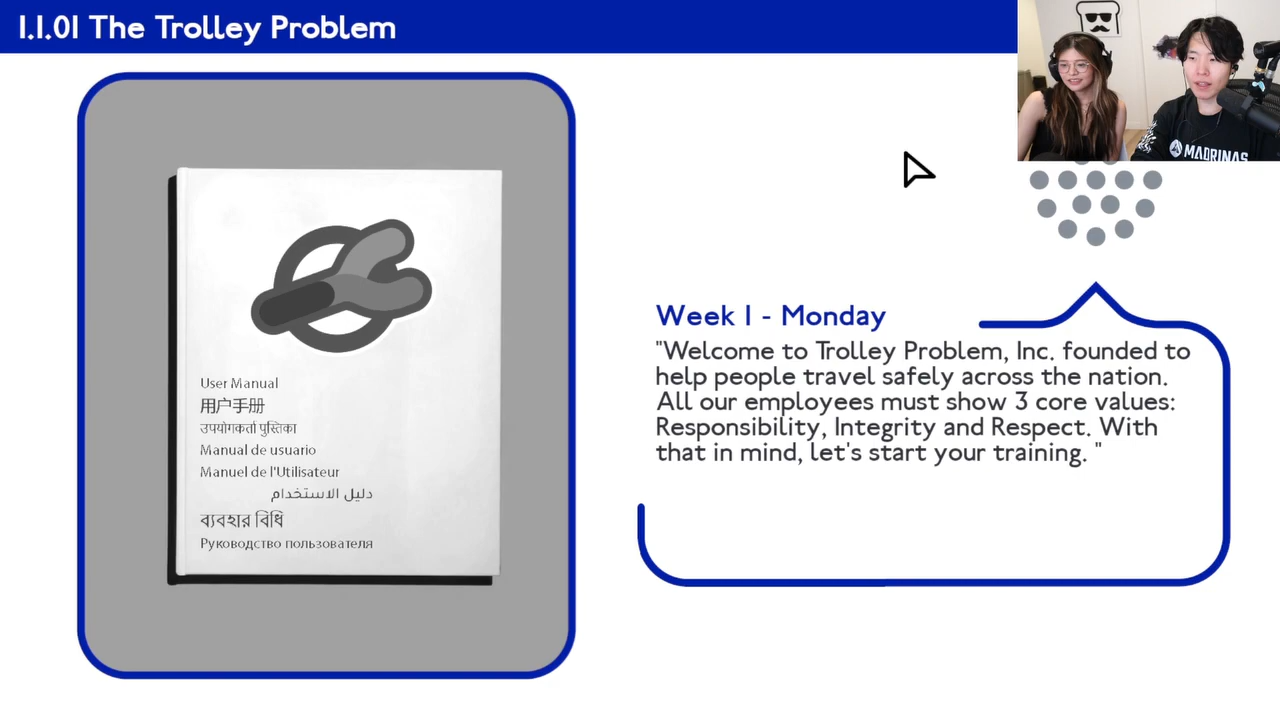 1.1.01 The Trolley Problem
MADRINAS
User Manual
用户手册
उपयोगकर्ता पुस्तिका
Manual de usuario
Manuel de l'Utilisateur
دليل الاستخدام
ব্যবহার বিধি
Руководство пользователя
Week 1 - Monday
"Welcome to Trolley Problem, Inc. founded to
help people travel safely across the nation.
All our employees must show 3 core values:
Responsibility, Integrity and Respect. With
that in mind, let's start your training. "